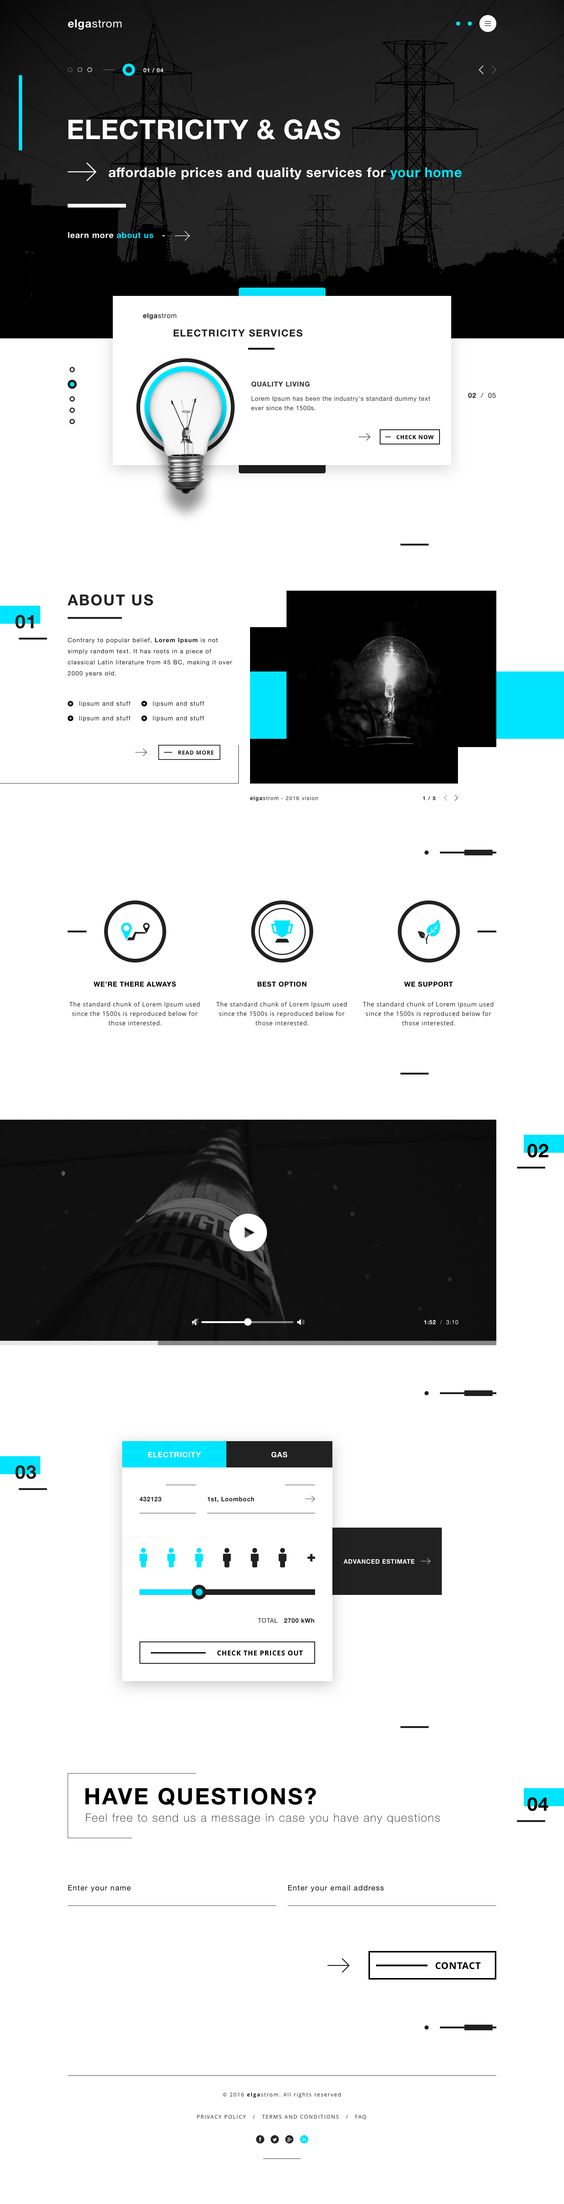 elgastrom
01 / 04
ELECTRICITY & GAS
affordable prices and quality services for your home
learn more about us -
elgastrom
ELECTRICITY SERVICES
QUALITY LIVING
Lorem Ipsum has been the industry's standard dummy text
ever since the 1500s.
CHECK NOW
02 / 05
01
ABOUT US
Contrary to popular belief, Lorem Ipsum is not
simply random text. It has roots in a piece of
classical Latin literature from 45 BC, making it over
2000 years old.
lipsum and stuff
lipsum and stuff
lipsum and stuff
lipsum and stuff
READ MORE
elgastrom - 2016 vision
1 / 5
WE'RE THERE ALWAYS
The standard chunk of Lorem Ipsum used
since the 1500s is reproduced below for
those interested.
BEST OPTION
The standard chunk of Lorem Ipsum used
since the 1500s is reproduced below for
those interested.
WE SUPPORT
The standard chunk of Lorem Ipsum used
since the 1500s is reproduced below for
those interested.
02
HIGH
VOLTAGE
1:52 / 3:10
03
ELECTRICITY
GAS
432123
1st, Loomboch
ADVANCED ESTIMATE
TOTAL 2700 kWh
CHECK THE PRICES OUT
04
HAVE QUESTIONS?
Feel free to send us a message in case you have any questions
Enter your name
Enter your email address
CONTACT
© 2016 elgastrom. All rights reserved
PRIVACY POLICY / TERMS AND CONDITIONS / FAQ